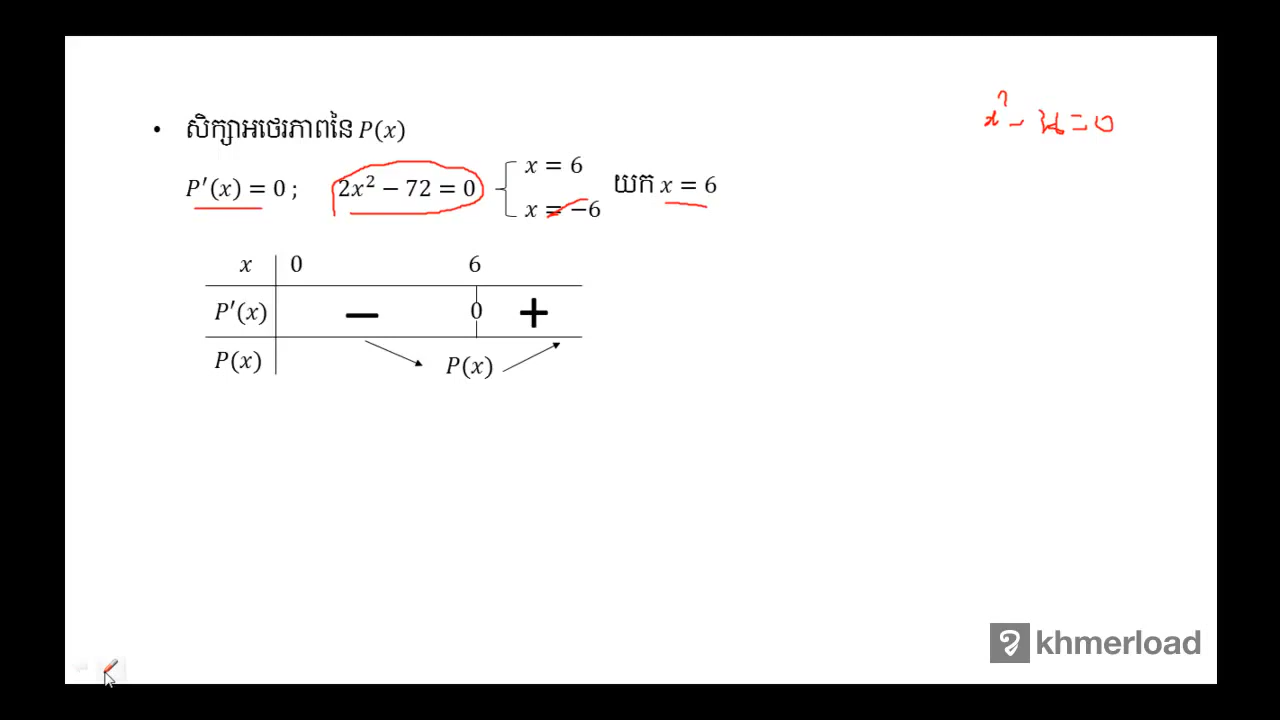 • សិក្សាអថេរភាពនៃ P(x)
P′(x) = 0 ; 2x² − 72 = 0 { x = 6 x = −6 យក x = 6
x 0 6
P′(x) − 0 +
P(x) P(x)
khmerload